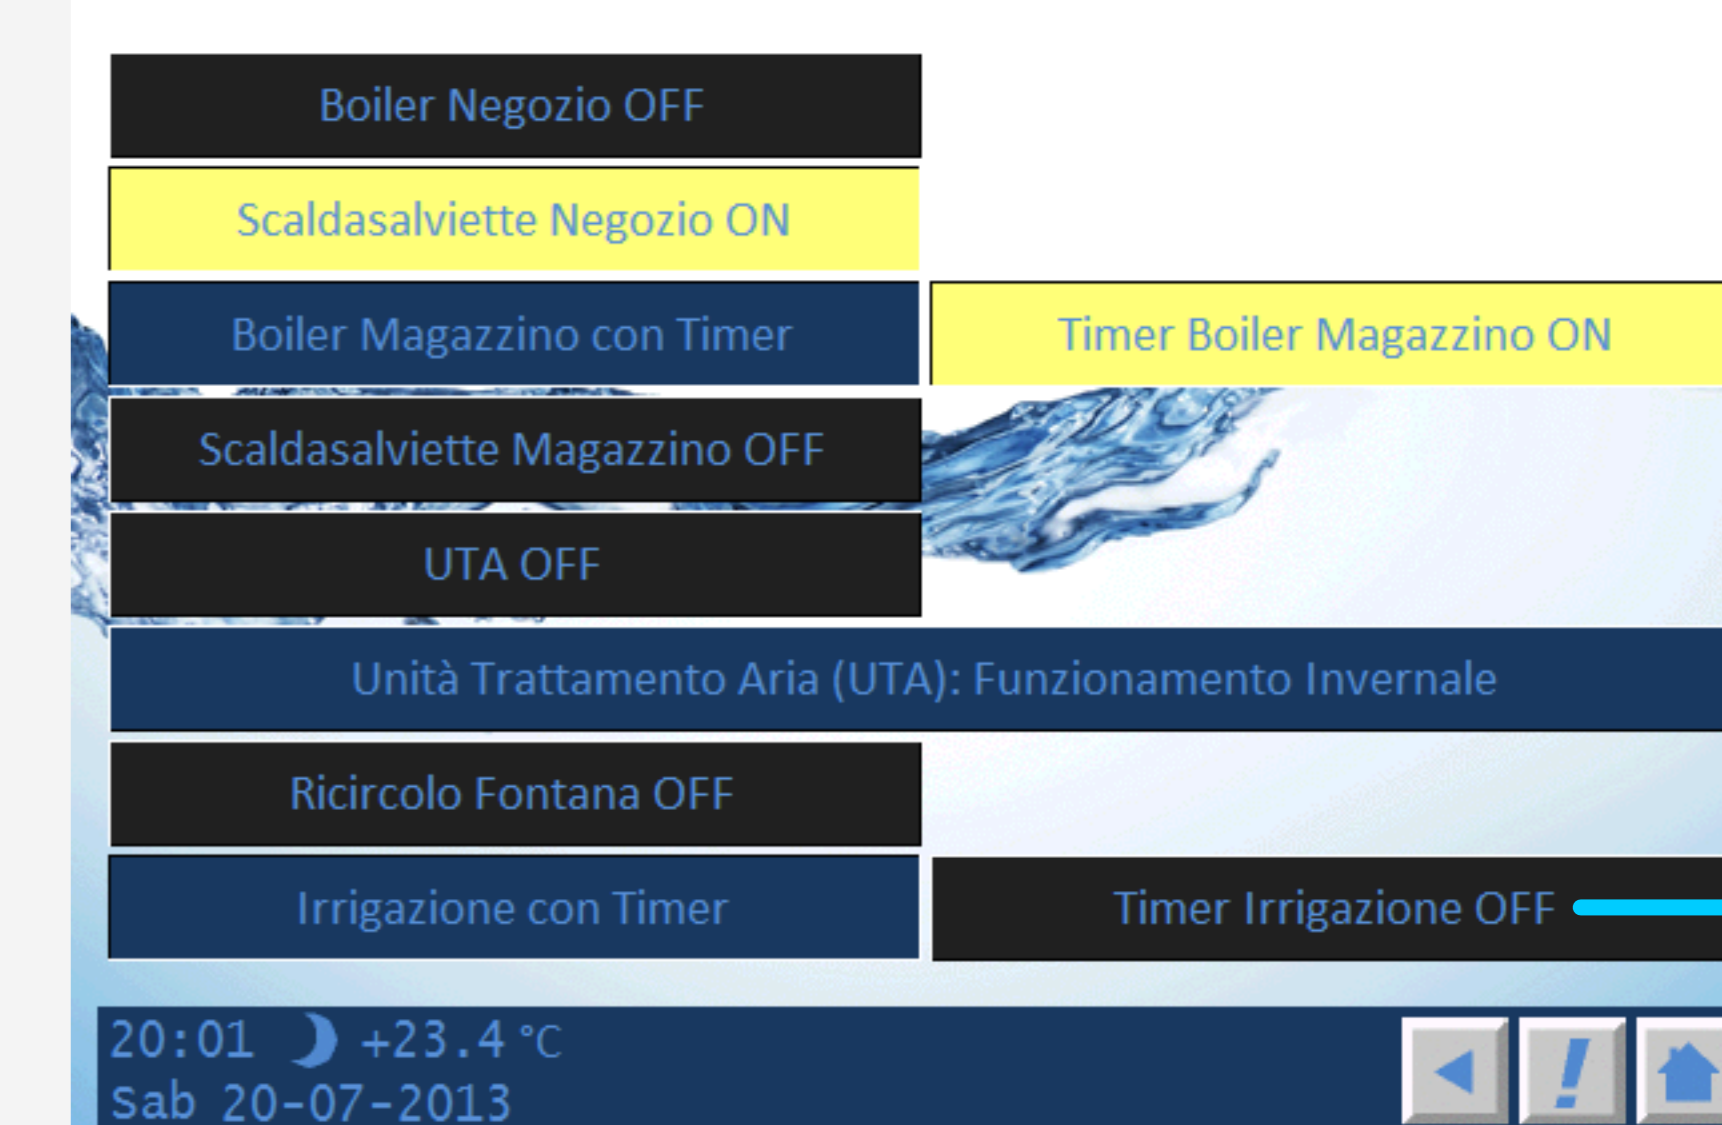 Boiler Negozio OFF
Scaldasalviette Negozio ON
Boiler Magazzino con Timer
Timer Boiler Magazzino ON
Scaldasalviette Magazzino OFF
UTA OFF
Unità Trattamento Aria (UTA): Funzionamento Invernale
Ricircolo Fontana OFF
Irrigazione con Timer
Timer Irrigazione OFF
20:01 +23.4 °C
Sab 20-07-2013
!